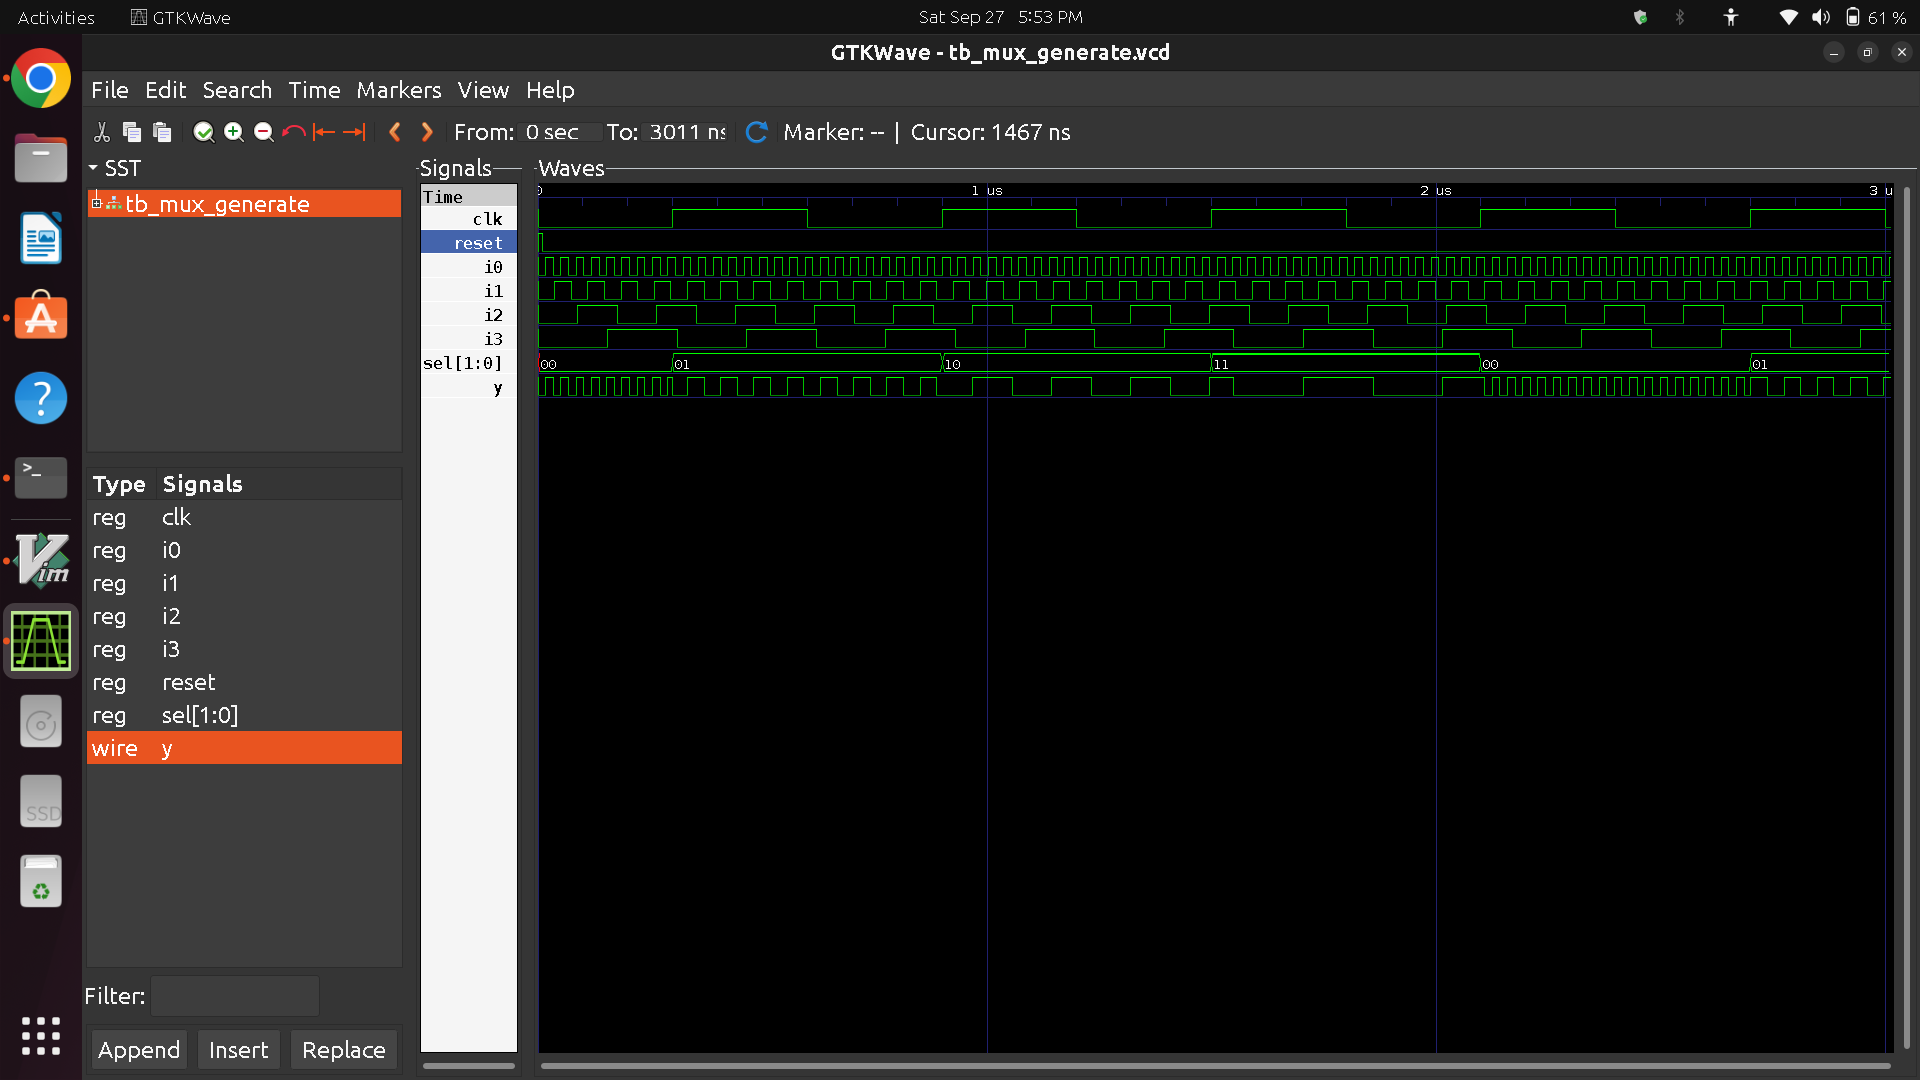 Activities GTKWave Sat Sep 27 5:53 PM 61 %
GTKWave - tb_mux_generate.vcd
File Edit Search Time Markers View Help
From: 0 sec To: 3011 ns Marker: -- | Cursor: 1467 ns
SST
Signals
Waves
tb_mux_generate
Time
0 1 us 2 us 3 u
clk
reset
i0
i1
i2
i3
sel[1:0] 00 01 10 11 00 01
y
Type Signals
reg clk
reg i0
reg i1
reg i2
reg i3
reg reset
reg sel[1:0]
wire y
Filter:
Append Insert Replace
>_
Vim
SSD